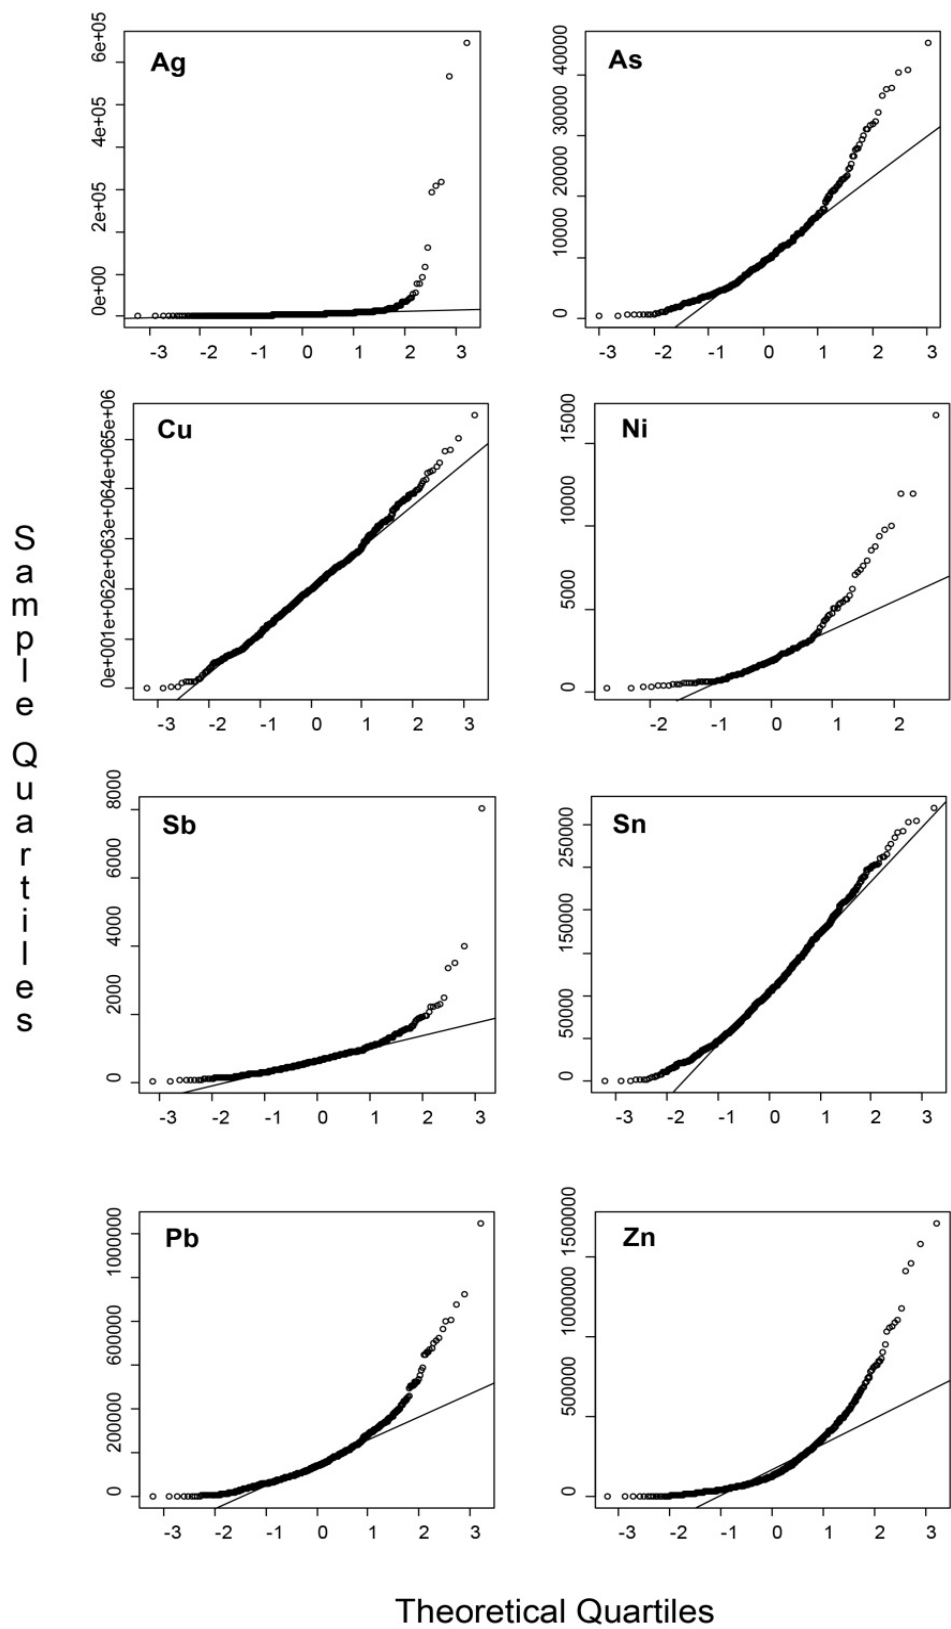 Ag
0e+00 2e+05 4e+05 6e+05
-3 -2 -1 0 1 2 3
As
0 10000 20000 30000 40000
-3 -2 -1 0 1 2 3
Cu
0e+001e+062e+063e+064e+065e+06
-3 -2 -1 0 1 2 3
Ni
0 5000 10000 15000
-2 -1 0 1 2
Sb
0 2000 4000 6000 8000
-3 -2 -1 0 1 2 3
Sn
0 50000 150000 250000
-3 -2 -1 0 1 2 3
Pb
0 200000 600000 1000000
-3 -2 -1 0 1 2 3
Zn
0 500000 1000000 1500000
-3 -2 -1 0 1 2 3
Sample Quartiles
Theoretical Quartiles